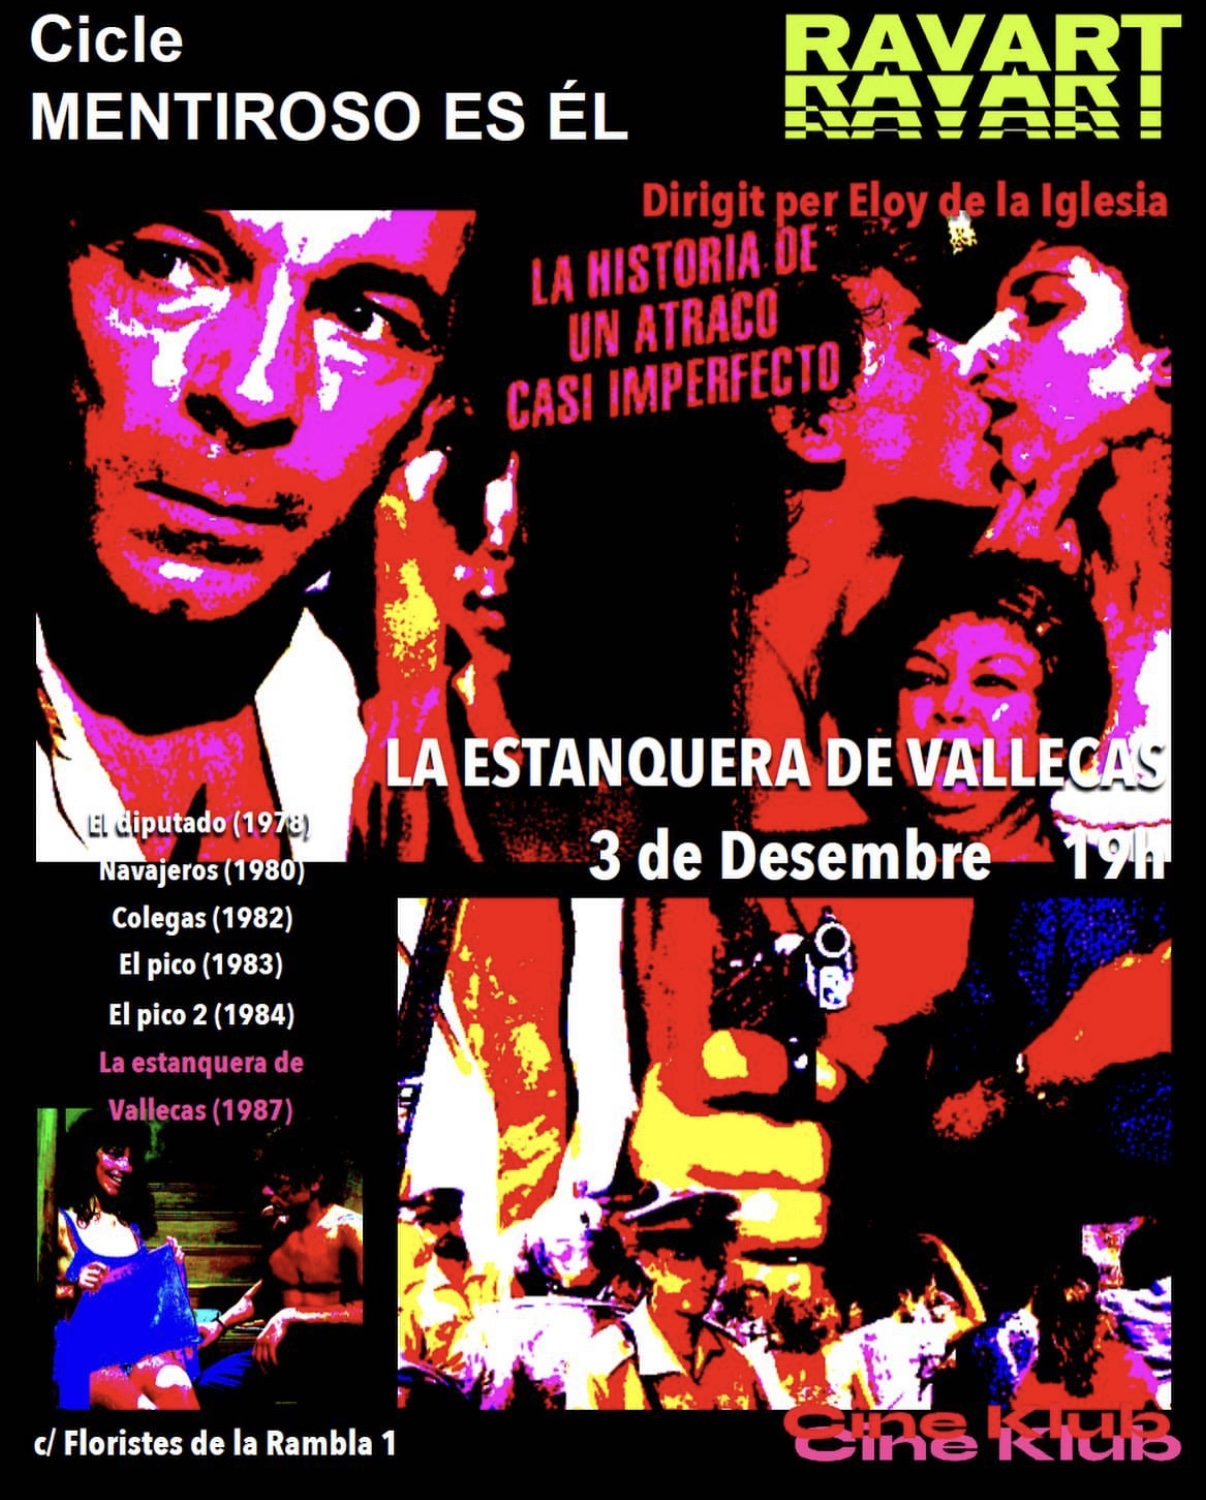 Cicle
MENTIROSO ES ÉL
RAVART
RAVART
RAVART
Dirigit per Eloy de la Iglesia
LA HISTORIA DE
UN ATRACO
CASI IMPERFECTO
LA ESTANQUERA DE VALLECAS
3 de Desembre 19h
El diputado (1978)
Navajeros (1980)
Colegas (1982)
El pico (1983)
El pico 2 (1984)
La estanquera de
Vallecas (1987)
c/ Floristes de la Rambla 1
Cine Klub
Cine Klub